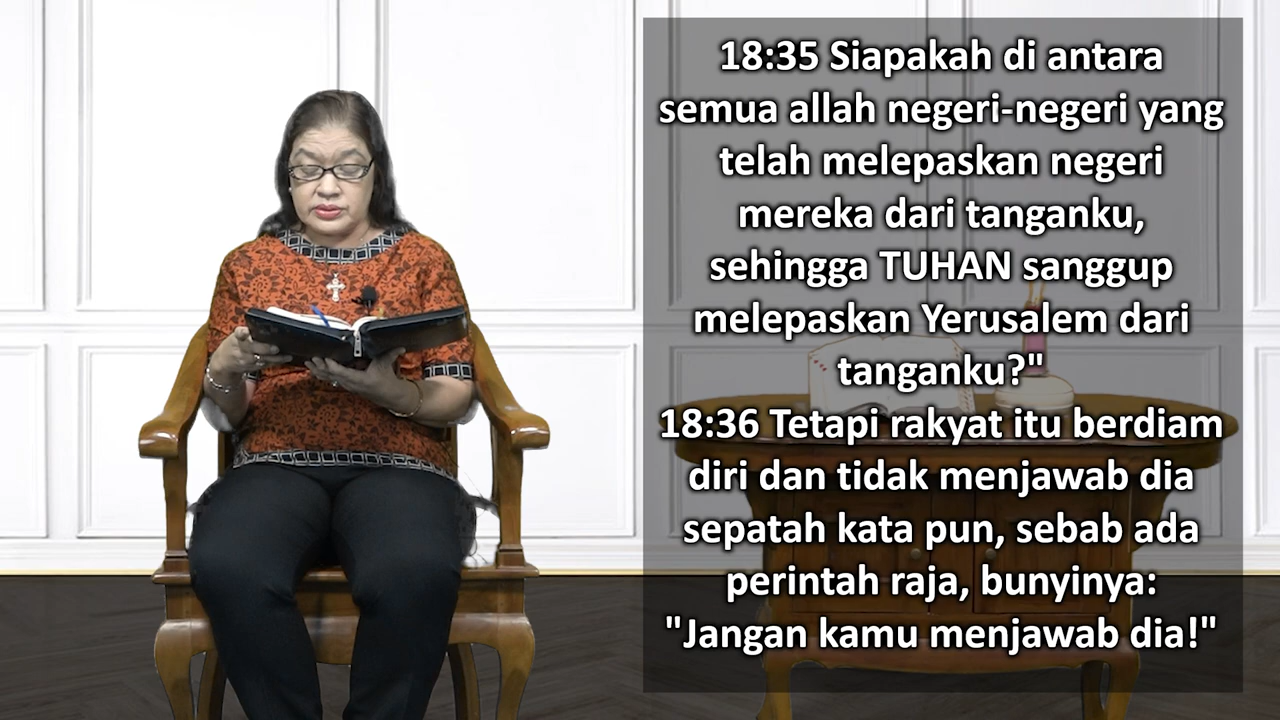 18:35 Siapakah di antara
semua allah negeri-negeri yang
telah melepaskan negeri
mereka dari tanganku,
sehingga TUHAN sanggup
melepaskan Yerusalem dari
tanganku?"
18:36 Tetapi rakyat itu berdiam
diri dan tidak menjawab dia
sepatah kata pun, sebab ada
perintah raja, bunyinya:
"Jangan kamu menjawab dia!"